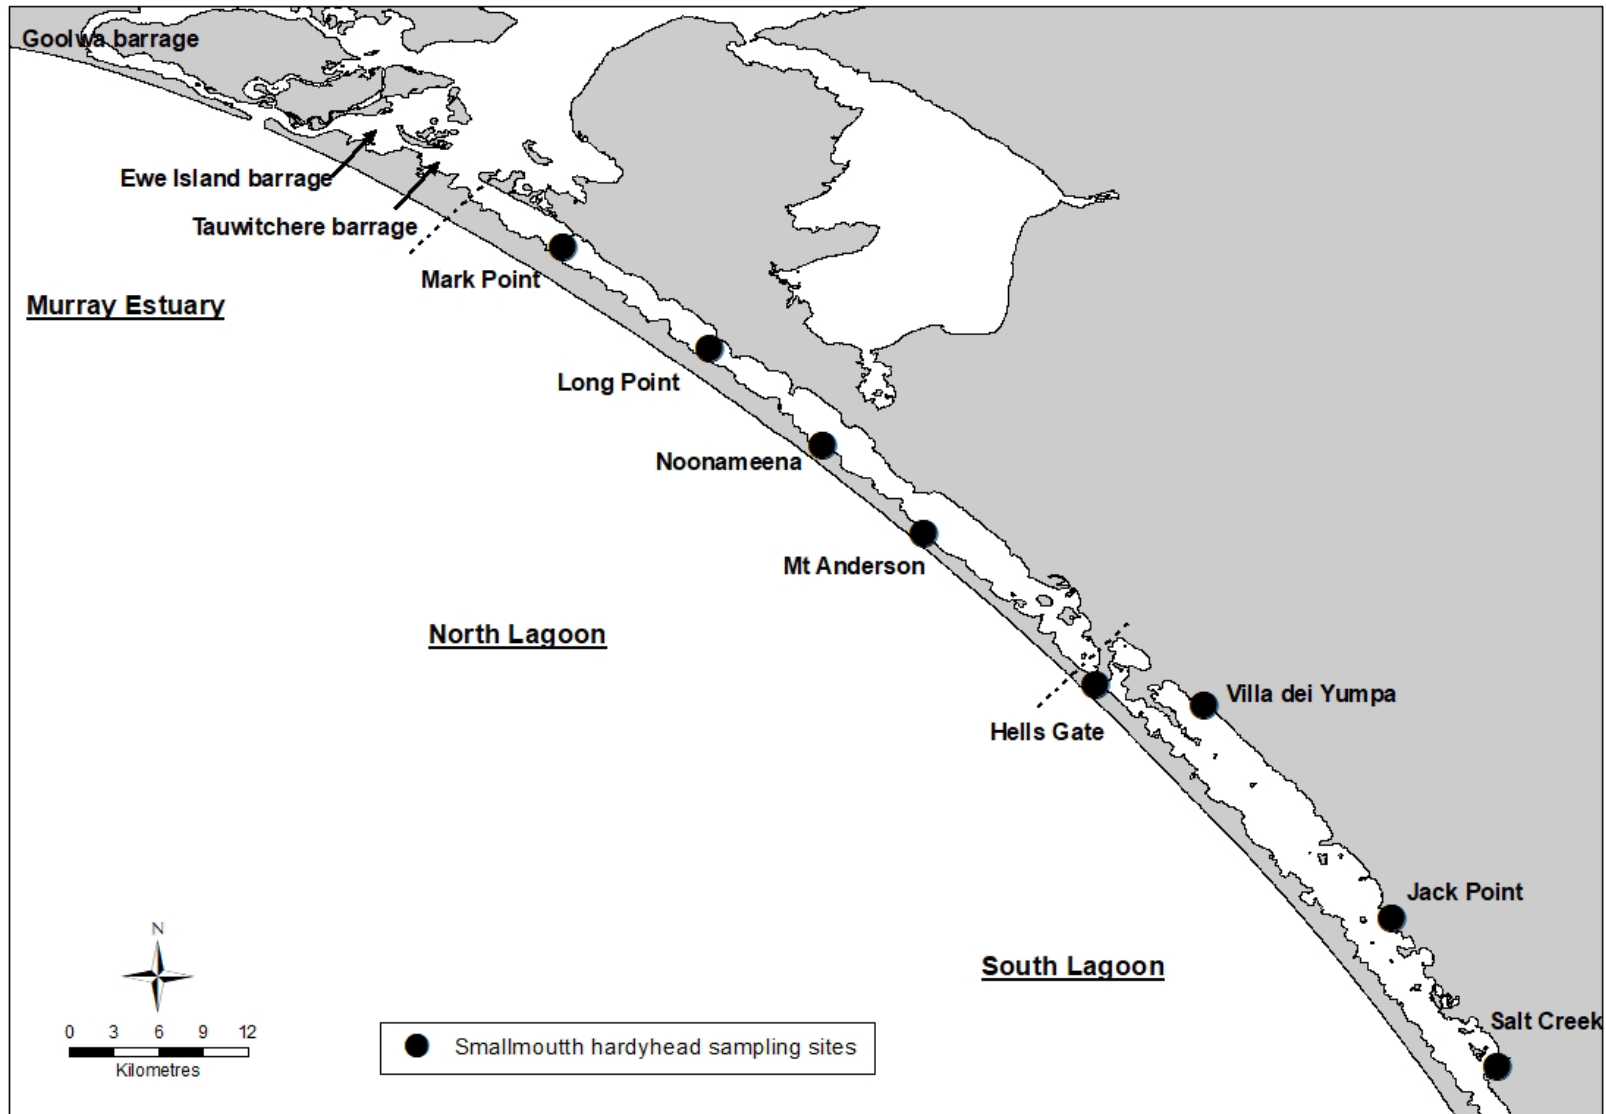 Goolwa barrage
Ewe Island barrage
Tauwitchere barrage
Mark Point
Murray Estuary
Long Point
Noonameena
Mt Anderson
North Lagoon
Villa dei Yumpa
Hells Gate
Jack Point
South Lagoon
Salt Creek
N
0 3 6 9 12
Kilometres
Smallmoutth hardyhead sampling sites